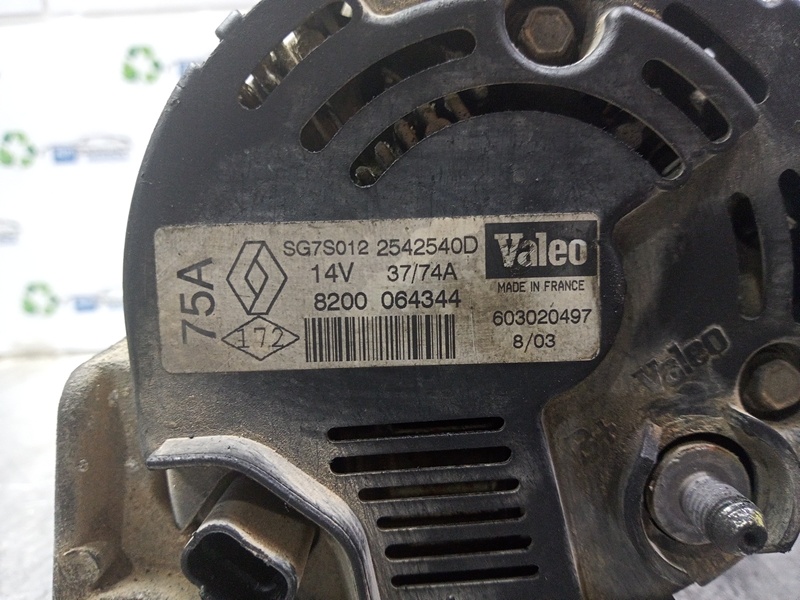 75A
SG7S012 2542540D
14V 37/74A
8200 064344
172
Valeo
MADE IN FRANCE
603020497
8/03
Valeo
B+